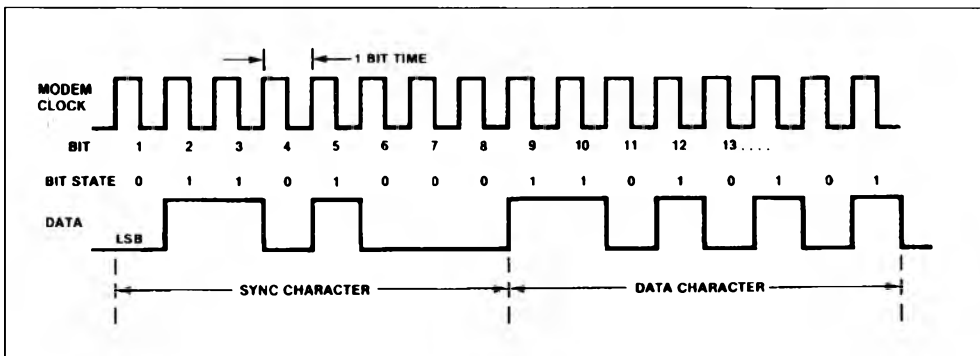 1 BIT TIME
MODEM
CLOCK
BIT 1 2 3 4 5 6 7 8 9 10 11 12 13 ....
BIT STATE 0 1 1 0 1 0 0 0 1 1 0 1 0 1 0 1
DATA
LSB
SYNC CHARACTER DATA CHARACTER